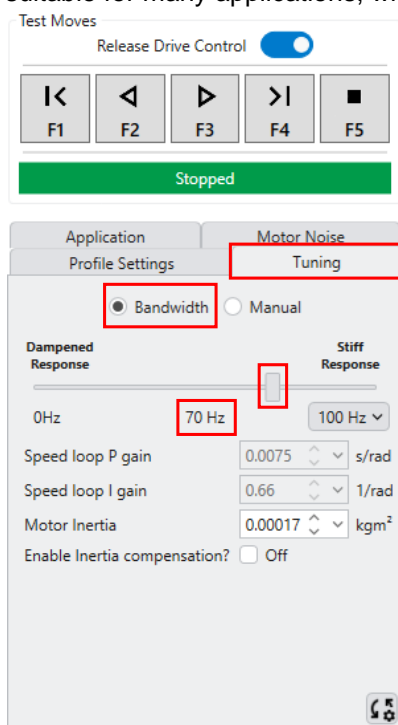 Test Moves
Release Drive Control
F1 F2 F3 F4 F5
Stopped
Application Motor Noise
Profile Settings Tuning
Bandwidth Manual
Dampened Stiff
Response Response
0Hz 70 Hz 100 Hz
Speed loop P gain 0.0075 s/rad
Speed loop I gain 0.66 1/rad
Motor Inertia 0.00017 kgm²
Enable Inertia compensation? Off